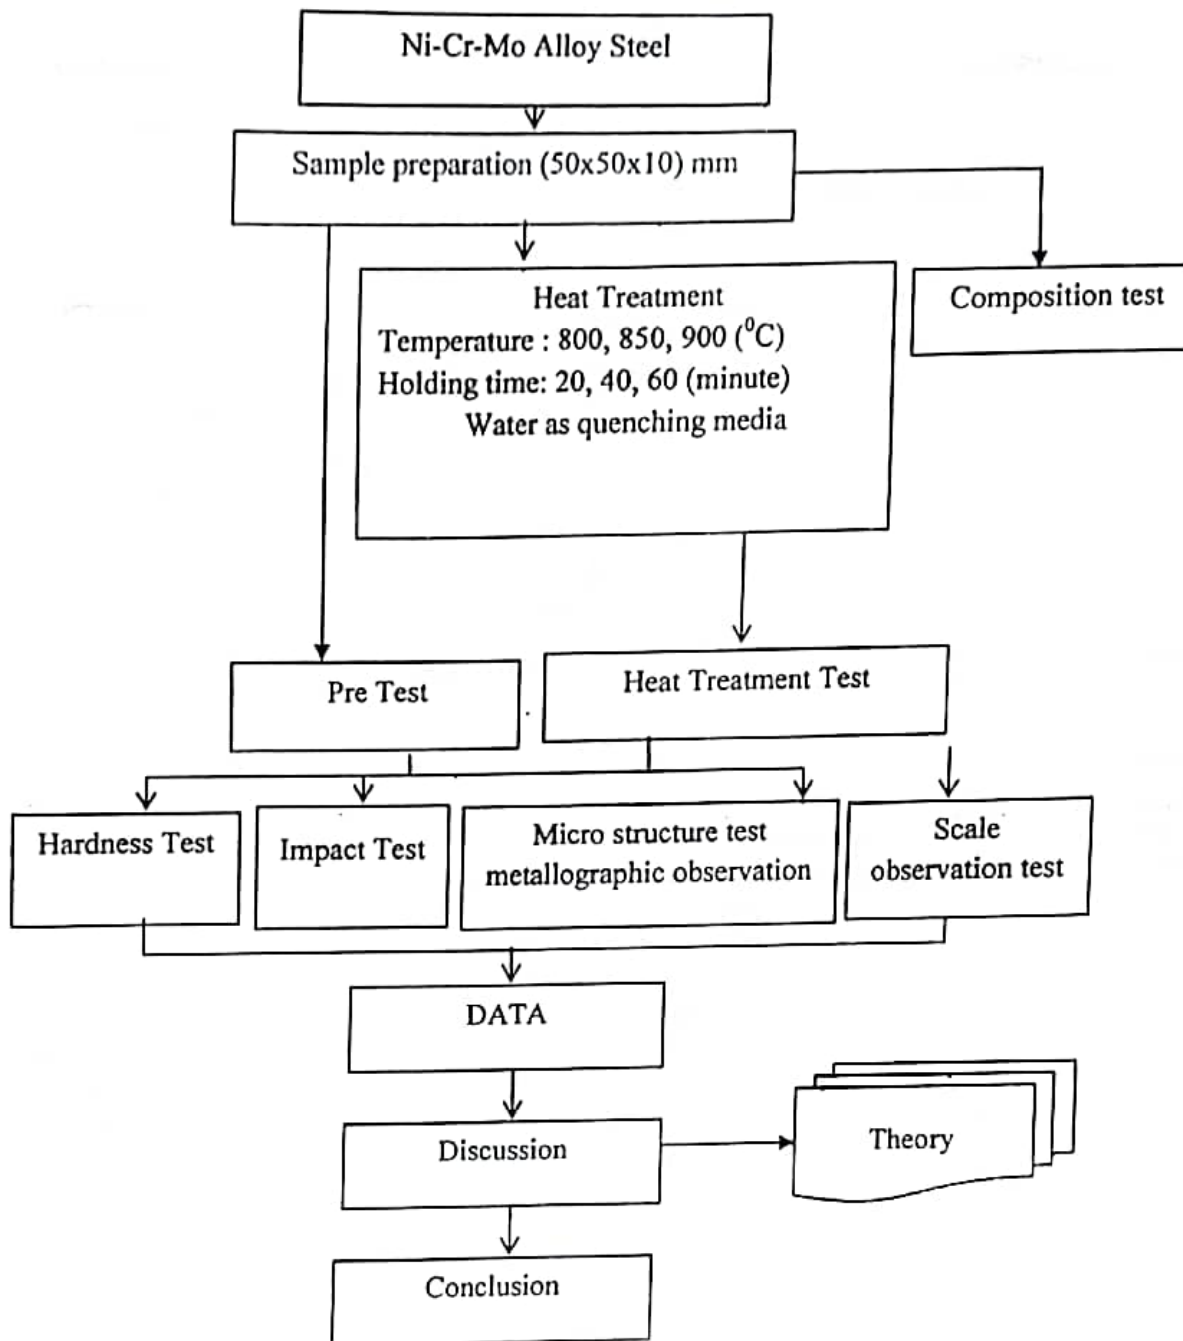 Ni-Cr-Mo Alloy Steel
Sample preparation (50x50x10) mm
Heat Treatment
Temperature : 800, 850, 900 (⁰C)
Holding time: 20, 40, 60 (minute)
Water as quenching media
Composition test
Pre Test
Heat Treatment Test
Hardness Test
Impact Test
Micro structure test
metallographic observation
Scale
observation test
DATA
Discussion
Theory
Conclusion